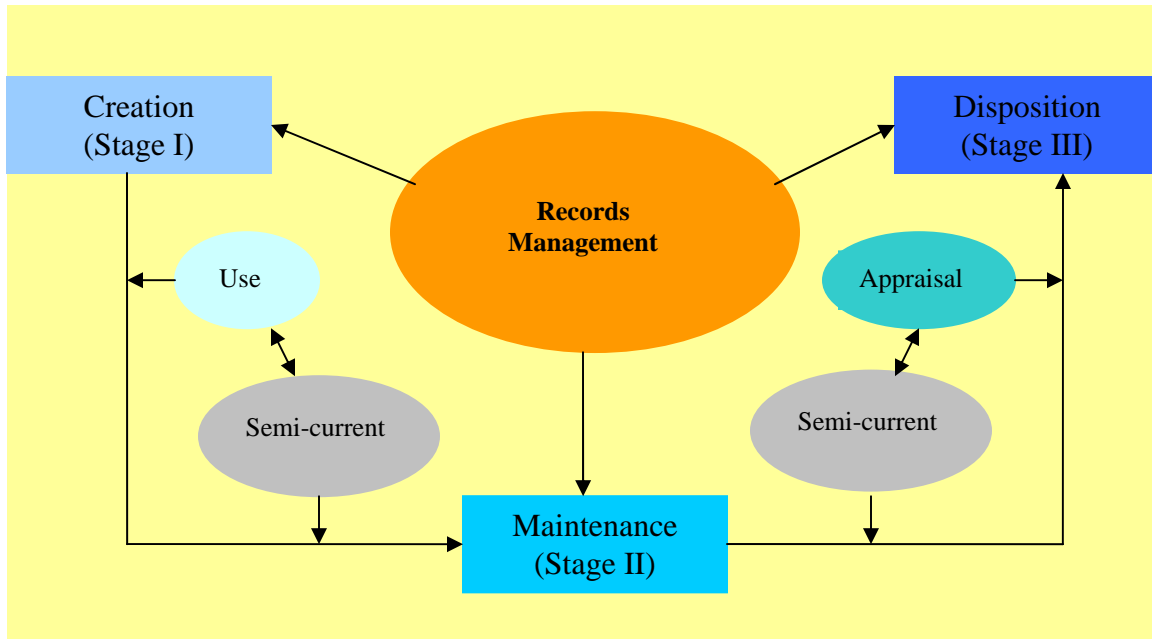 Creation
(Stage I)
Disposition
(Stage III)
Records
Management
Use
Appraisal
Semi-current
Semi-current
Maintenance
(Stage II)